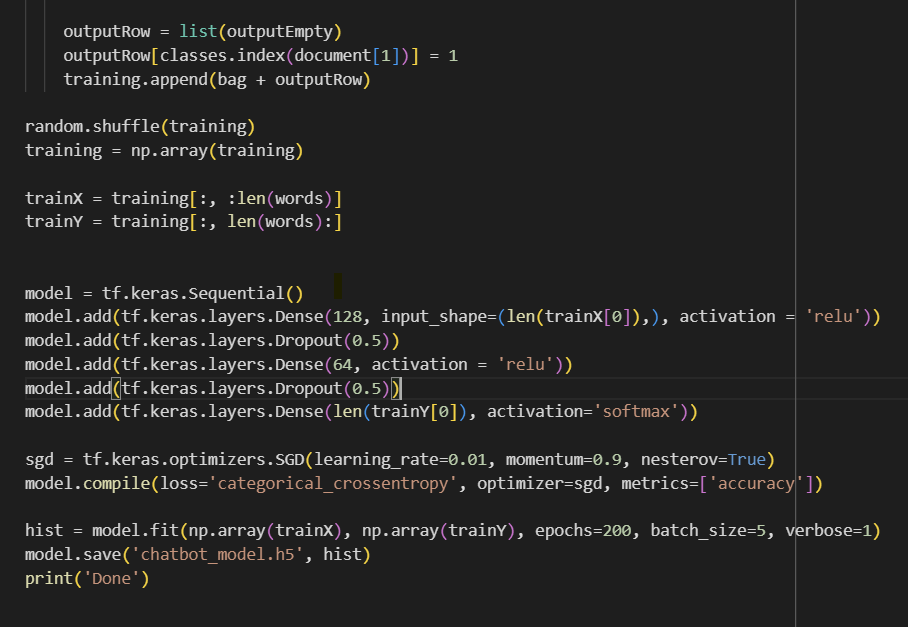 outputRow = list(outputEmpty)
outputRow[classes.index(document[1])] = 1
training.append(bag + outputRow)
random.shuffle(training)
training = np.array(training)
trainX = training[:, :len(words)]
trainY = training[:, len(words):]
model = tf.keras.Sequential()
model.add(tf.keras.layers.Dense(128, input_shape=(len(trainX[0]),), activation = 'relu'))
model.add(tf.keras.layers.Dropout(0.5))
model.add(tf.keras.layers.Dense(64, activation = 'relu'))
model.add(tf.keras.layers.Dropout(0.5))
model.add(tf.keras.layers.Dense(len(trainY[0]), activation='softmax'))
sgd = tf.keras.optimizers.SGD(learning_rate=0.01, momentum=0.9, nesterov=True)
model.compile(loss='categorical_crossentropy', optimizer=sgd, metrics=['accuracy'])
hist = model.fit(np.array(trainX), np.array(trainY), epochs=200, batch_size=5, verbose=1)
model.save('chatbot_model.h5', hist)
print('Done')